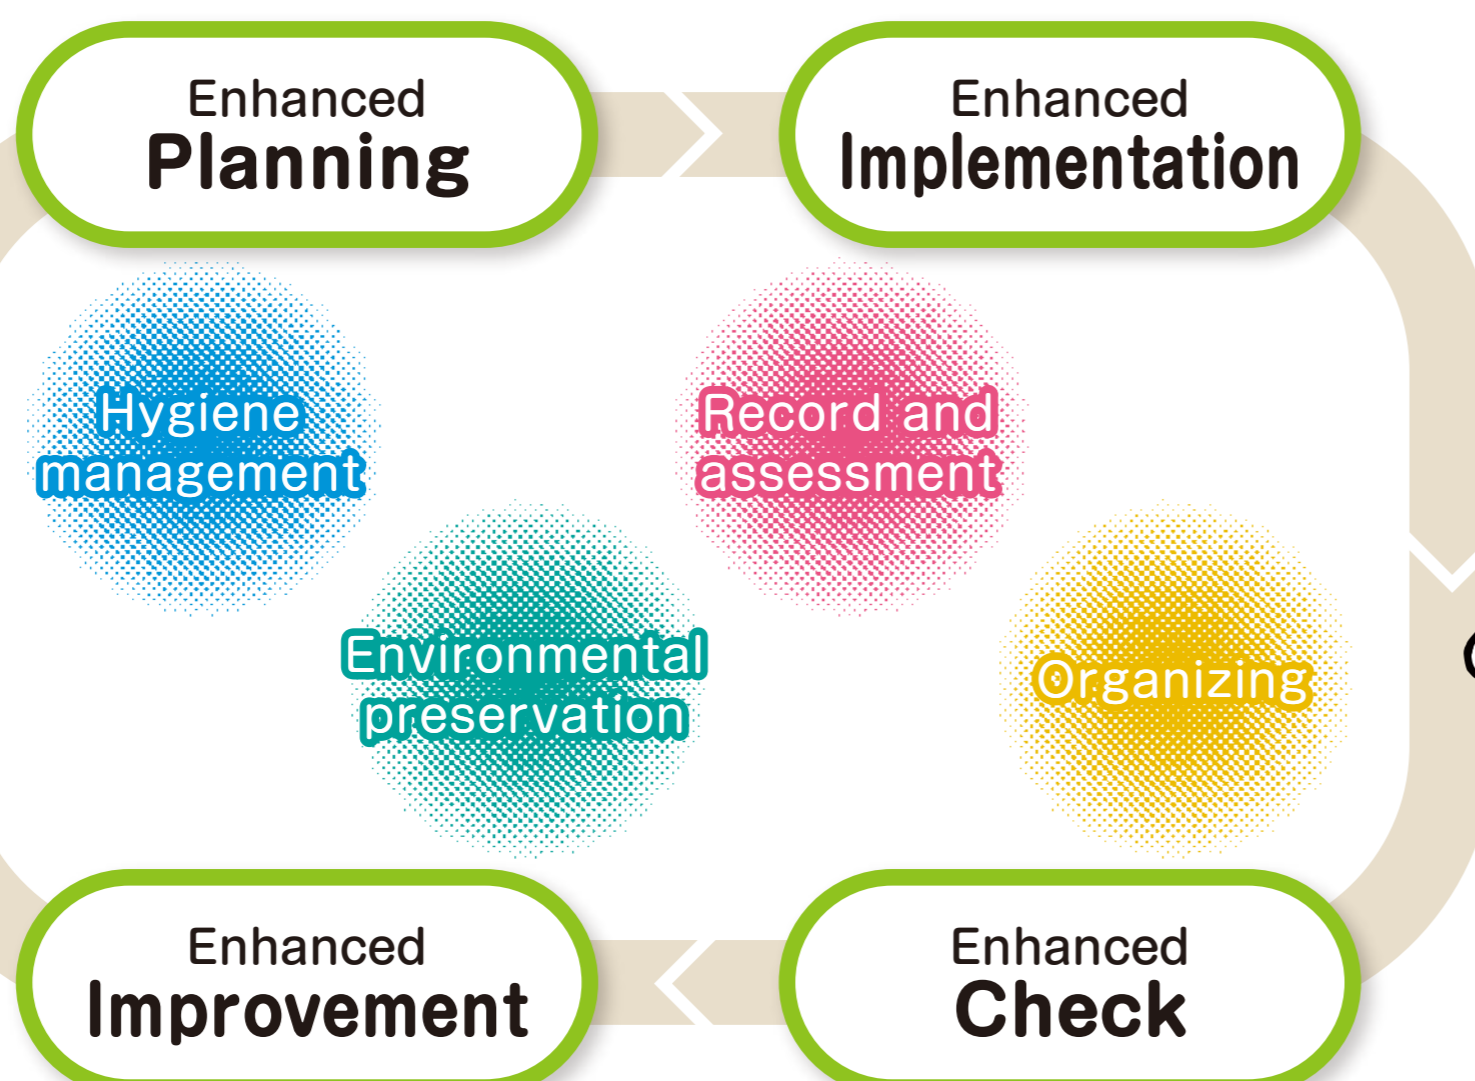 Enhanced
Planning
Enhanced
Implementation
Hygiene
management
Record and
assessment
Environmental
preservation
Organizing
Enhanced
Improvement
Enhanced
Check